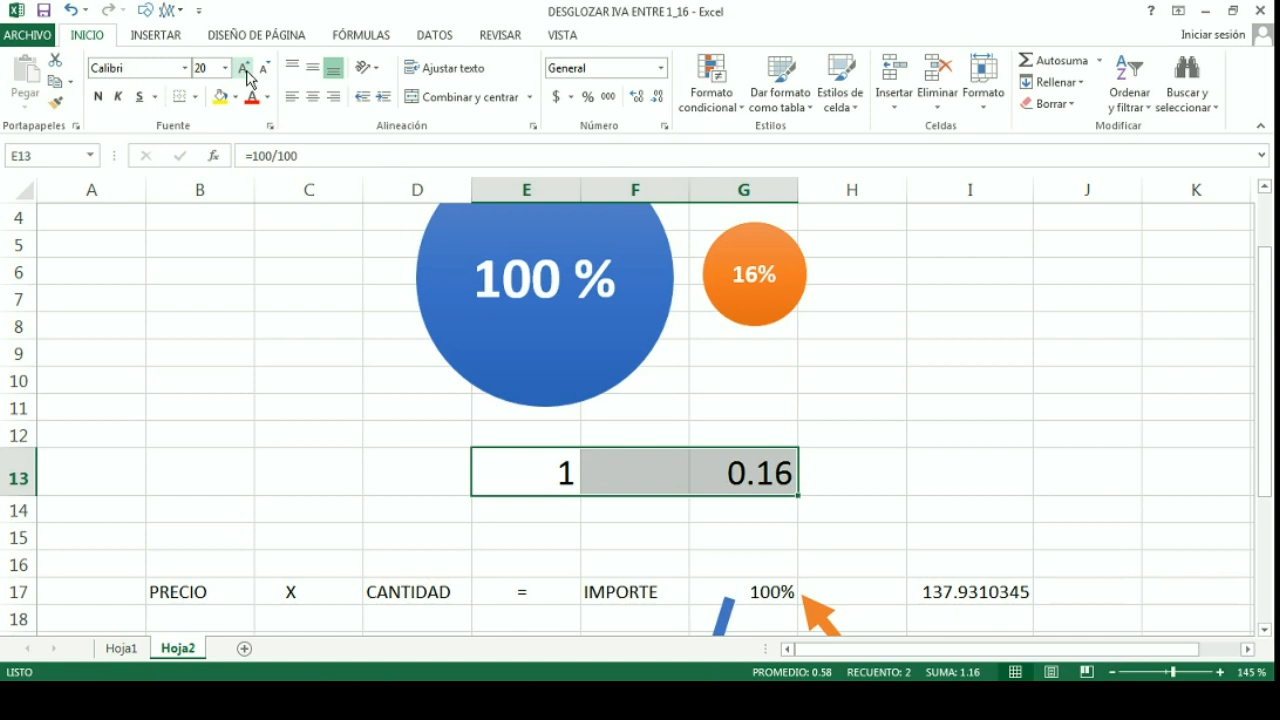 DESGLOZAR IVA ENTRE 1_16 - Excel
ARCHIVO INICIO INSERTAR DISEÑO DE PÁGINA FÓRMULAS DATOS REVISAR VISTA Iniciar sesión
Pegar
Portapapeles
Calibri 20
N K S
Fuente
Ajustar texto
Combinar y centrar
Alineación
General
$ % 000
Número
Formato condicional
Dar formato como tabla
Estilos de celda
Estilos
Insertar Eliminar Formato
Celdas
Autosuma
Rellenar
Borrar
Ordenar y filtrar
Buscar y seleccionar
Modificar
E13 fx =100/100
A B C D E F G H I J K
4
5
6 100 % 16%
7
8
9
10
11
12
13 1 0.16
14
15
16
17 PRECIO X CANTIDAD = IMPORTE 100% 137.9310345
18
Hoja1 Hoja2
LISTO PROMEDIO: 0.58 RECUENTO: 2 SUMA: 1.16 145 %